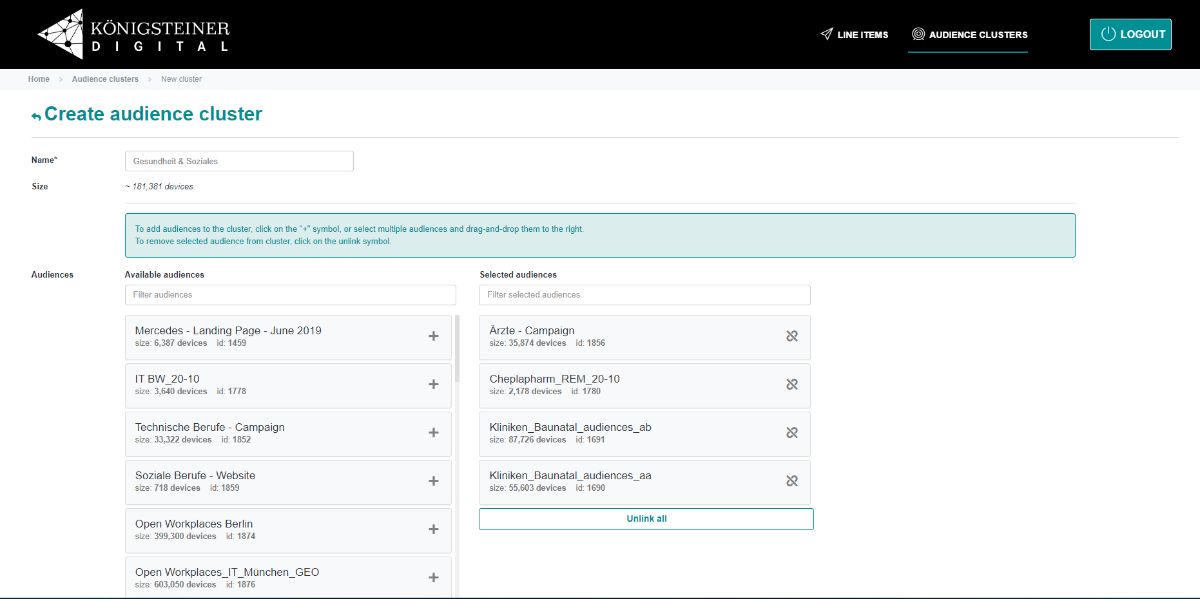 KÖNIGSTEINER
DIGITAL
LINE ITEMS
AUDIENCE CLUSTERS
LOGOUT
Home > Audience clusters > New cluster
Create audience cluster
Name* Gesundheit & Soziales
Size ~ 181,381 devices
To add audiences to the cluster, click on the "+" symbol, or select multiple audiences and drag-and-drop them to the right.
To remove selected audience from cluster, click on the unlink symbol.
Audiences
Available audiences
Filter audiences
Mercedes - Landing Page - June 2019
size: 6,387 devices id: 1459
IT BW_20-10
size: 3,640 devices id: 1778
Technische Berufe - Campaign
size: 33,322 devices id: 1852
Soziale Berufe - Website
size: 718 devices id: 1859
Open Workplaces Berlin
size: 399,300 devices id: 1874
Open Workplaces_IT_München_GEO
size: 603,050 devices id: 1876
Selected audiences
Filter selected audiences
Ärzte - Campaign
size: 35,874 devices id: 1856
Cheplapharm_REM_20-10
size: 2,178 devices id: 1780
Kliniken_Baunatal_audiences_ab
size: 87,726 devices id: 1691
Kliniken_Baunatal_audiences_aa
size: 55,603 devices id: 1690
Unlink all